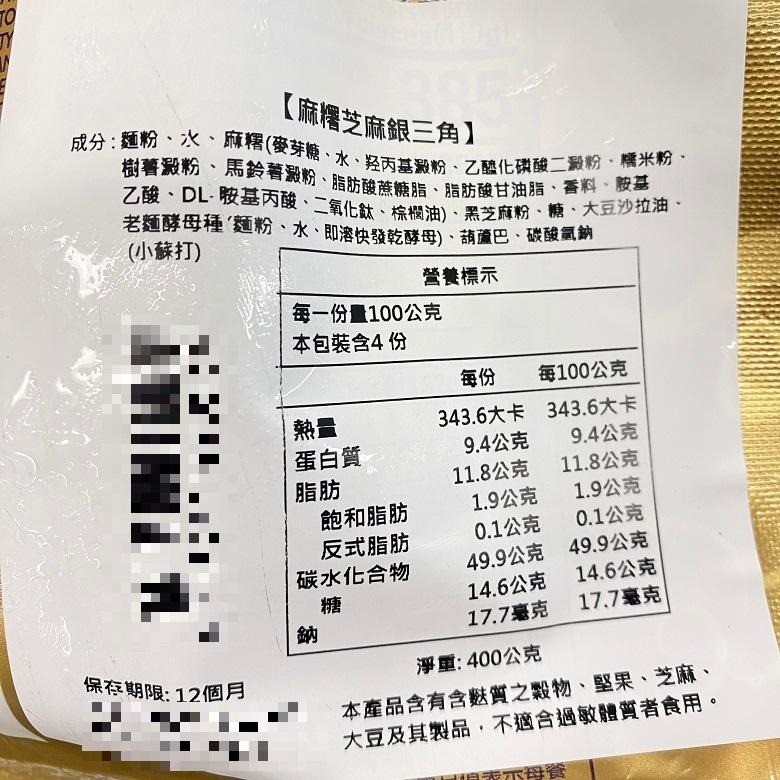 【麻糬芝麻銀三角】
成分:麵粉、水、麻糬(麥芽糖、水、羥丙基澱粉、乙醯化磷酸二澱粉、糯米粉、
樹薯澱粉、馬鈴薯澱粉、脂肪酸蔗糖脂、脂肪酸甘油脂、香料、胺基
乙酸、DL-胺基丙酸、二氧化鈦、棕櫚油)、黑芝麻粉、糖、大豆沙拉油、
老麵酵母種(麵粉、水、即溶快發乾酵母)、葫蘆巴、碳酸氫鈉
(小蘇打)
營養標示
每一份量100公克
本包裝含4份
每份 每100公克
熱量 343.6大卡 343.6大卡
蛋白質 9.4公克 9.4公克
脂肪 11.8公克 11.8公克
飽和脂肪 1.9公克 1.9公克
反式脂肪 0.1公克 0.1公克
碳水化合物 49.9公克 49.9公克
糖 14.6公克 14.6公克
鈉 17.7毫克 17.7毫克
淨重:400公克
保存期限:12個月
本產品含有含麩質之穀物、堅果、芝麻、
大豆及其製品,不適合過敏體質者食用。